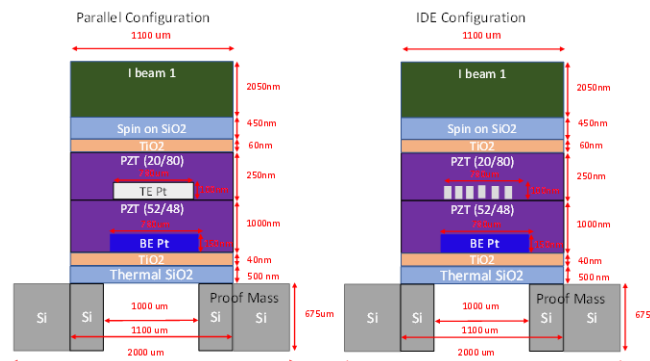 Parallel Configuration
1100 um
I beam 1
2050nm
Spin on SiO2
450nm
TiO2
60nm
PZT (20/80)
250nm
TE Pt
PZT (52/48)
1000nm
BE Pt
TiO2
40nm
Thermal SiO2
500 nm
Proof Mass
Si
Si
Si
Si
1000 um
1100 um
2000 um
675um
IDE Configuration
1100 um
I beam 1
2050nm
Spin on SiO2
450nm
TiO2
60nm
PZT (20/80)
250nm
PZT (52/48)
1000nm
BE Pt
TiO2
40nm
Thermal SiO2
500 nm
Proof Mass
Si
Si
Si
Si
1000 um
1100 um
2000 um